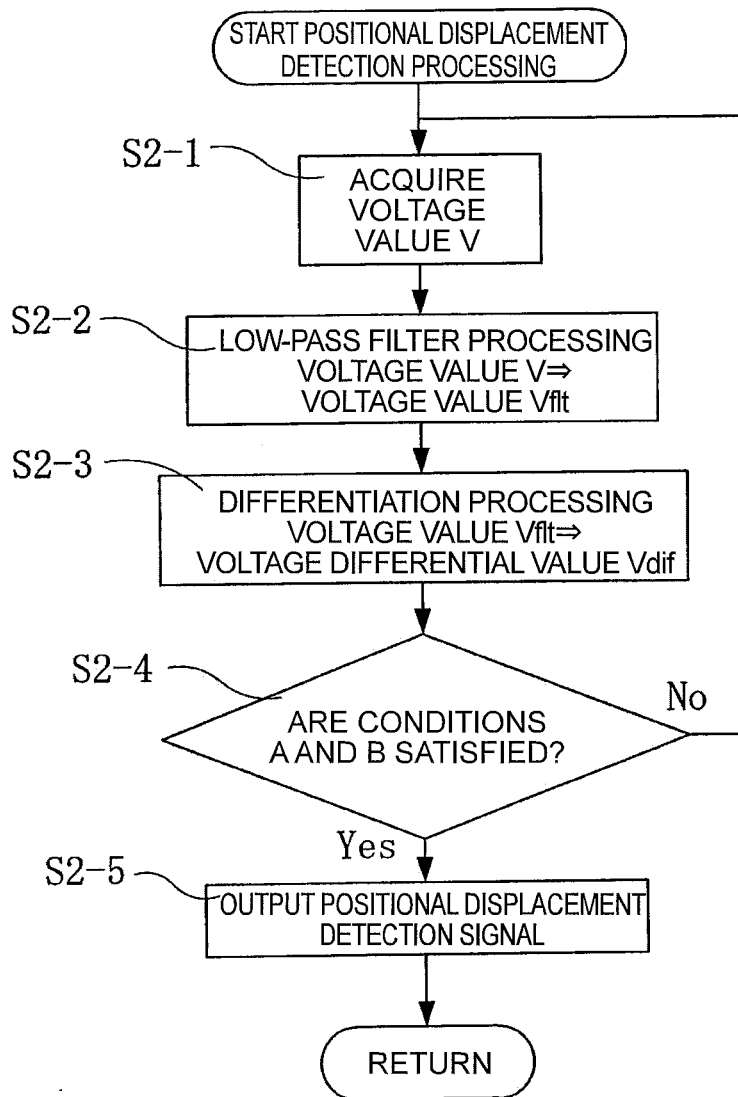 START POSITIONAL DISPLACEMENT
DETECTION PROCESSING
S2-1
ACQUIRE
VOLTAGE
VALUE V
S2-2
LOW-PASS FILTER PROCESSING
VOLTAGE VALUE V⇒
VOLTAGE VALUE Vflt
S2-3
DIFFERENTIATION PROCESSING
VOLTAGE VALUE Vflt⇒
VOLTAGE DIFFERENTIAL VALUE Vdif
S2-4
ARE CONDITIONS
A AND B SATISFIED?
No
Yes
S2-5
OUTPUT POSITIONAL DISPLACEMENT
DETECTION SIGNAL
RETURN